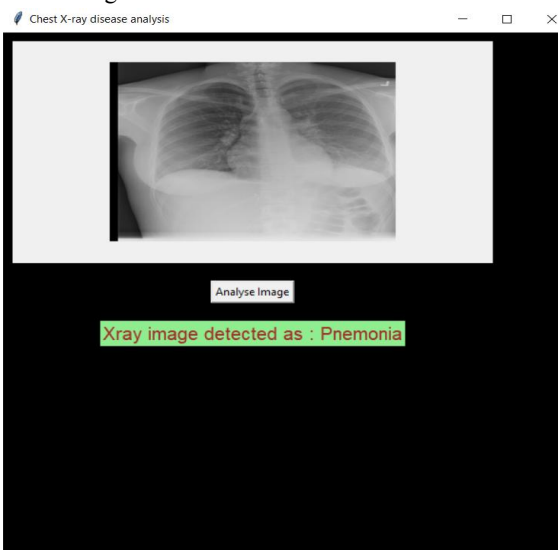 Chest X-ray disease analysis
Analyse Image
Xray image detected as : Pnemonia